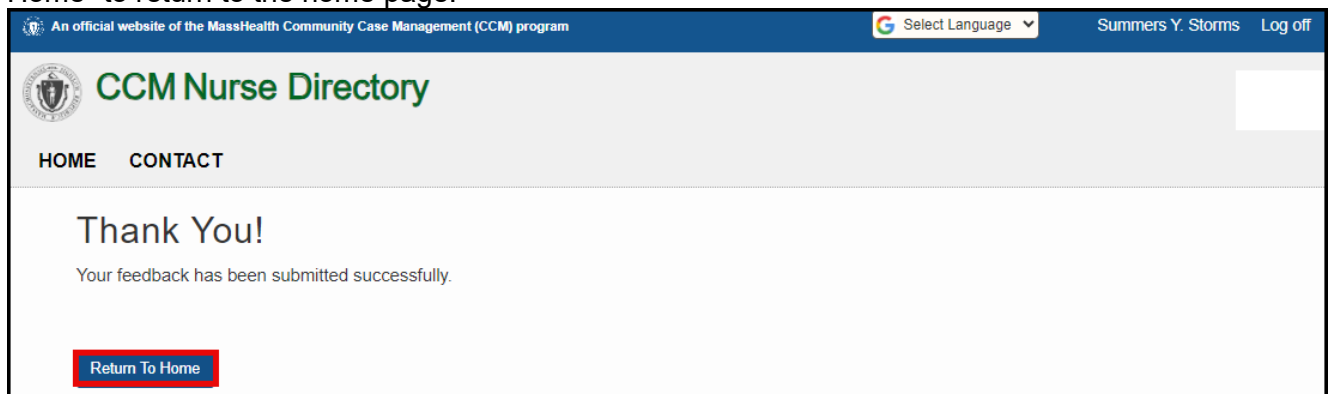 Home" to return to the home page.
An official website of the MassHealth Community Case Management (CCM) program
Select Language
Summers Y. Storms Log off
CCM Nurse Directory
HOME CONTACT
Thank You!
Your feedback has been submitted successfully.
Return To Home